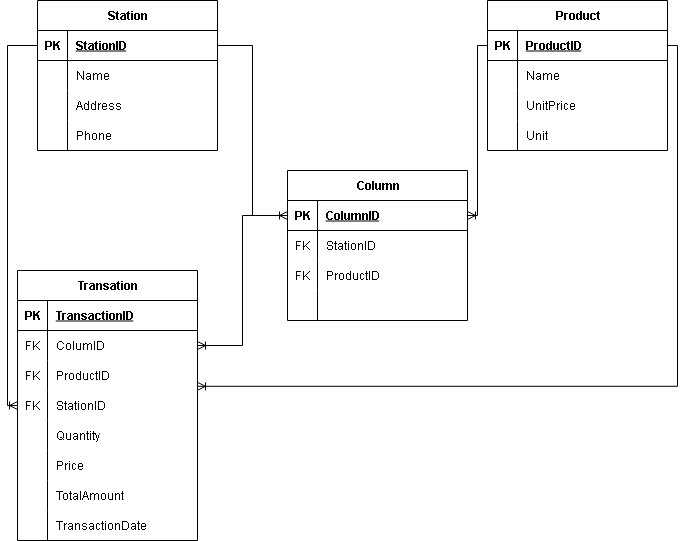 Station
PK StationID
Name
Address
Phone
Product
PK ProductID
Name
UnitPrice
Unit
Column
PK ColumnID
FK StationID
FK ProductID
Transation
PK TransactionID
FK ColumID
FK ProductID
FK StationID
Quantity
Price
TotalAmount
TransactionDate